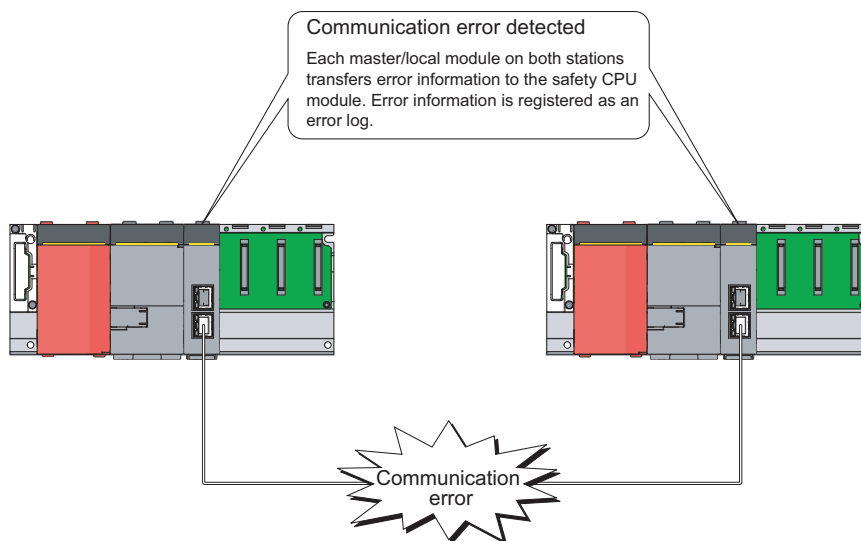 Communication error detected
Each master/local module on both stations
transfers error information to the safety CPU
module. Error information is registered as an
error log.
Communication
error